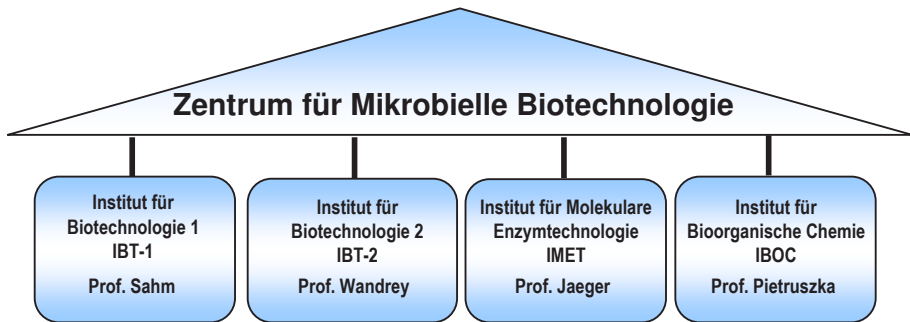 Zentrum für Mikrobielle Biotechnologie
Institut für
Biotechnologie 1
IBT-1
Prof. Sahm
Institut für
Biotechnologie 2
IBT-2
Prof. Wandrey
Institut für Molekulare
Enzymtechnologie
IMET
Prof. Jaeger
Institut für
Bioorganische Chemie
IBOC
Prof. Pietruszka